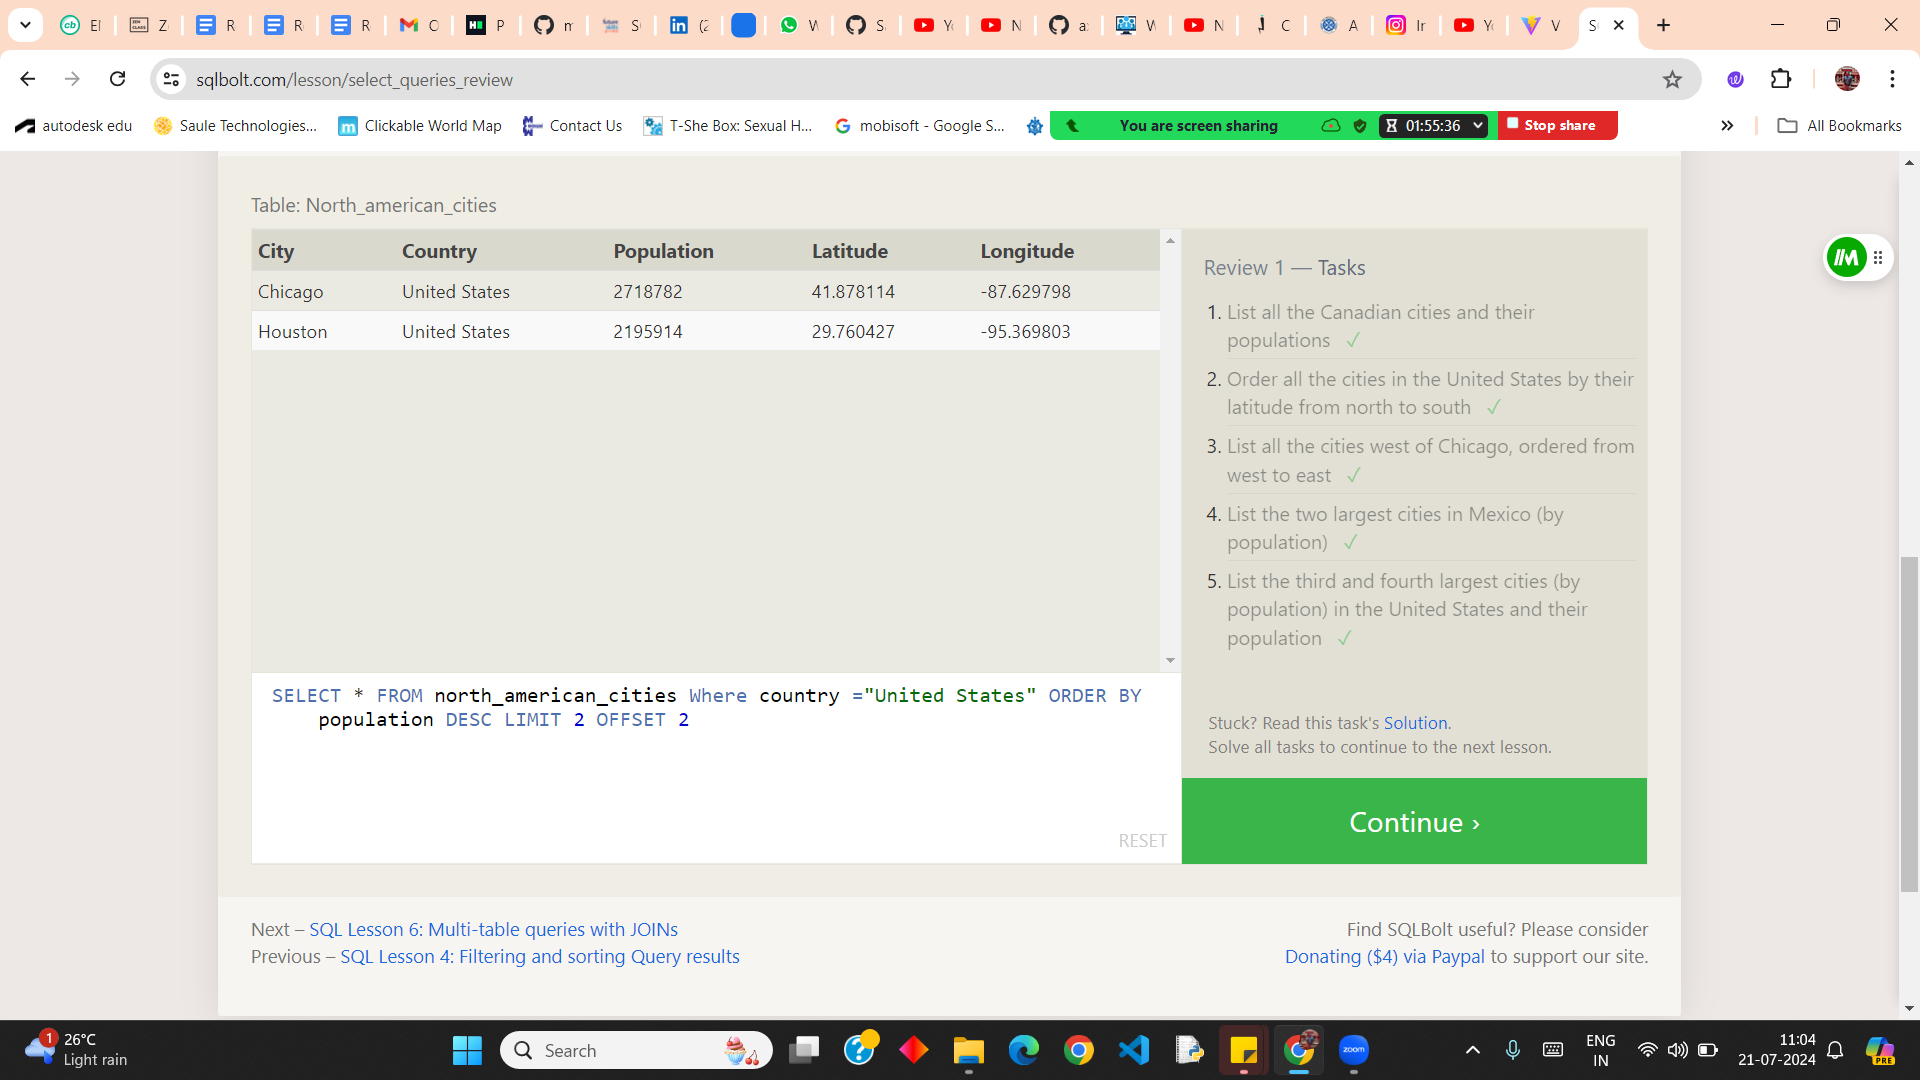 El
Z
R
R
R
O
P
m
S
(2
W
S
Y
N
a
W
N
C
A
Ir
Y
V
S
sqlbolt.com/lesson/select_queries_review
autodesk edu
Saule Technologies...
Clickable World Map
Contact Us
T-She Box: Sexual H...
mobisoft - Google S...
You are screen sharing
01:55:36
Stop share
All Bookmarks
Table: North_american_cities
City Country Population Latitude Longitude
Chicago United States 2718782 41.878114 -87.629798
Houston United States 2195914 29.760427 -95.369803
SELECT * FROM north_american_cities Where country ="United States" ORDER BY
population DESC LIMIT 2 OFFSET 2
RESET
Review 1 — Tasks
1. List all the Canadian cities and their
populations ✓
2. Order all the cities in the United States by their
latitude from north to south ✓
3. List all the cities west of Chicago, ordered from
west to east ✓
4. List the two largest cities in Mexico (by
population) ✓
5. List the third and fourth largest cities (by
population) in the United States and their
population ✓
Stuck? Read this task's Solution.
Solve all tasks to continue to the next lesson.
Continue ›
Next – SQL Lesson 6: Multi-table queries with JOINs
Previous – SQL Lesson 4: Filtering and sorting Query results
Find SQLBolt useful? Please consider
Donating ($4) via Paypal to support our site.
1
26°C
Light rain
Search
zoom
ENG
IN
11:04
21-07-2024
PRE